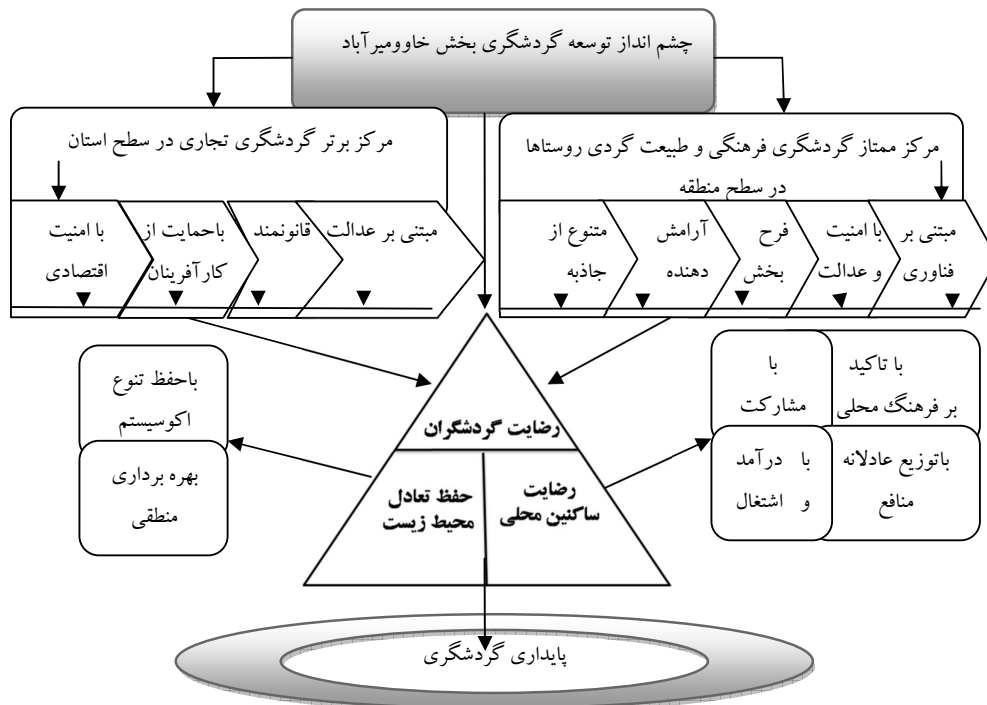 چشم انداز توسعه گردشگری بخش خاوومیرآباد
مرکز ممتاز گردشگری فرهنگی و طبیعت گردی روستاها
در سطح منطقه
مرکز برتر گردشگری تجاری در سطح استان
مبتنی بر
فناوری
با امنیت
و عدالت
فرح
بخش
آرامش
دهنده
متنوع از
جاذبه
مبتنی بر عدالت
قانونمند
باحمایت از
کارآفرینان
با امنیت
اقتصادی
با تاکید
بر فرهنگ محلی
با
مشارکت
باتوزیع عادلانه
منافع
با درآمد
و اشتغال
رضایت گردشگران
رضایت
ساکنین محلی
حفظ تعادل
محیط زیست
باحفظ تنوع
اکوسیستم
بهره برداری
منطقی
پایداری گردشگری